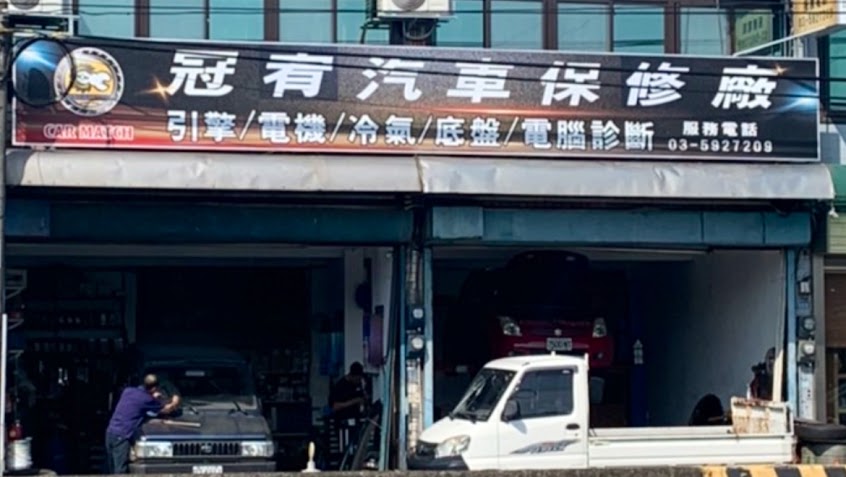 冠宥汽車保修廠
引擎/電機/冷氣/底盤/電腦診斷
服務電話
03-5927209
CAR MATCH